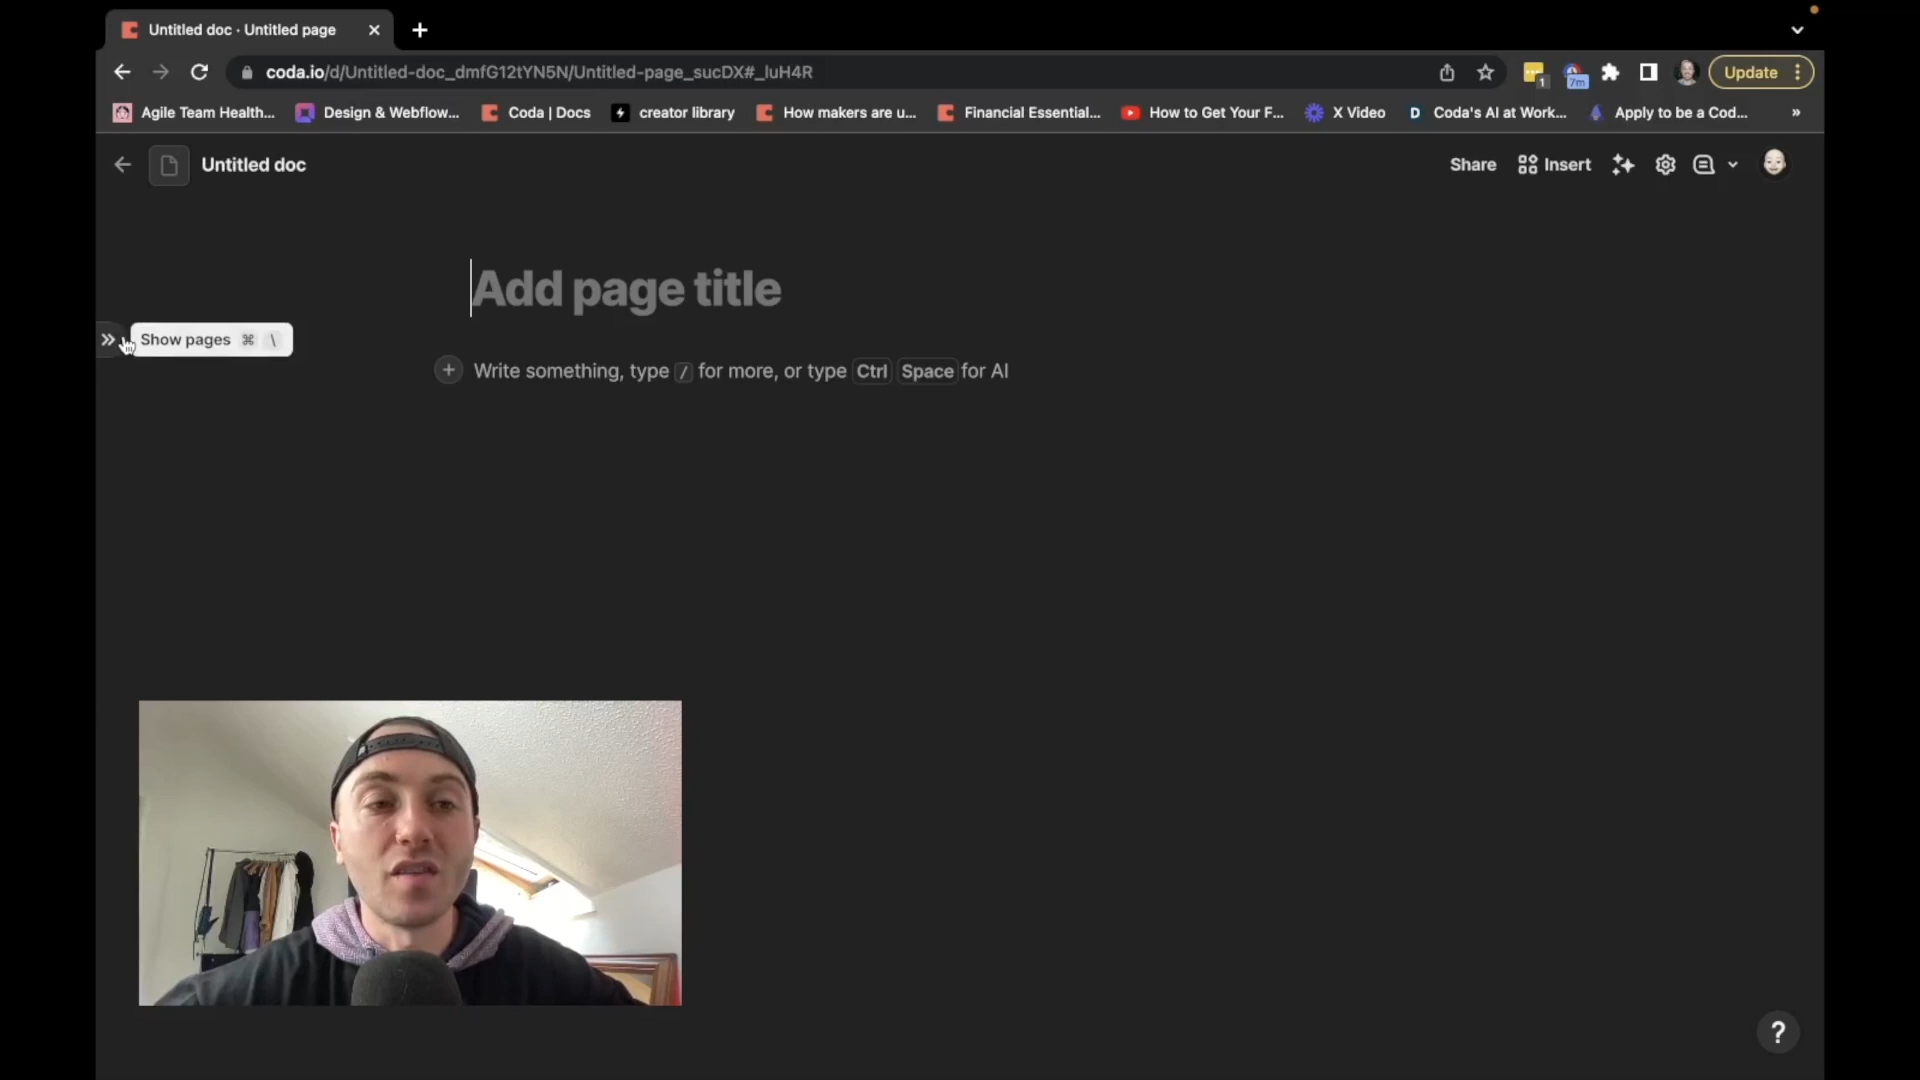 Untitled doc · Untitled page
coda.io/d/Untitled-doc_dmfG12tYN5N/Untitled-page_sucDX#_luH4R
1
7m
Update
Agile Team Health...
Design & Webflow...
Coda | Docs
creator library
How makers are u...
Financial Essential...
How to Get Your F...
X Video
D
Coda's AI at Work...
Apply to be a Cod...
»
Untitled doc
Share
Insert
Add page title
Show pages ⌘ \
Write something, type / for more, or type Ctrl Space for AI
?